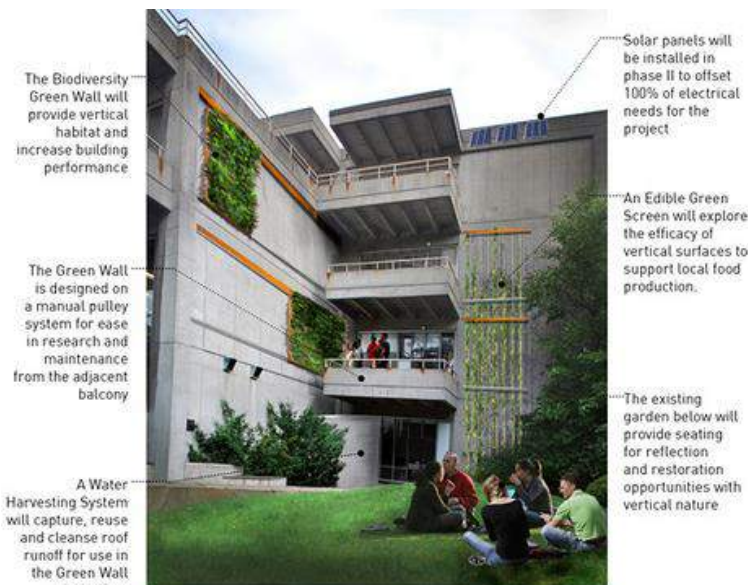 The Biodiversity
Green Wall will
provide vertical
habitat and
increase building
performance
The Green Wall
is designed on
a manual pulley
system for ease
in research and
maintenance
from the adjacent
balcony
A Water
Harvesting System
will capture, reuse
and cleanse roof
runoff for use in
the Green Wall
Solar panels will
be installed in
phase II to offset
100% of electrical
needs for the
project
An Edible Green
Screen will explore
the efficacy of
vertical surfaces to
support local food
production.
The existing
garden below will
provide seating
for reflection
and restoration
opportunities with
vertical nature